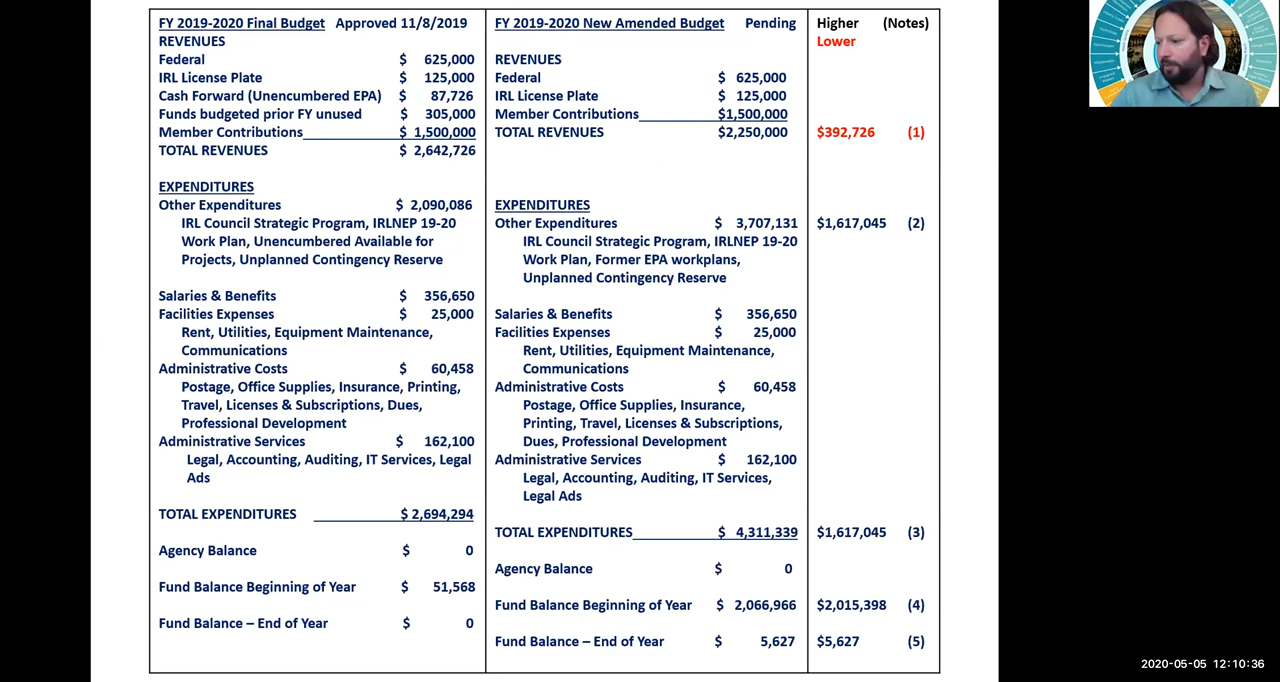 FY 2019-2020 Final Budget Approved 11/8/2019
REVENUES
Federal $ 625,000
IRL License Plate $ 125,000
Cash Forward (Unencumbered EPA) $ 87,726
Funds budgeted prior FY unused $ 305,000
Member Contributions $ 1,500,000
TOTAL REVENUES $ 2,642,726
EXPENDITURES
Other Expenditures $ 2,090,086
IRL Council Strategic Program, IRLNEP 19-20
Work Plan, Unencumbered Available for
Projects, Unplanned Contingency Reserve
Salaries & Benefits $ 356,650
Facilities Expenses $ 25,000
Rent, Utilities, Equipment Maintenance,
Communications
Administrative Costs $ 60,458
Postage, Office Supplies, Insurance, Printing,
Travel, Licenses & Subscriptions, Dues,
Professional Development
Administrative Services $ 162,100
Legal, Accounting, Auditing, IT Services, Legal
Ads
TOTAL EXPENDITURES $ 2,694,294
Agency Balance $ 0
Fund Balance Beginning of Year $ 51,568
Fund Balance – End of Year $ 0
FY 2019-2020 New Amended Budget Pending
REVENUES
Federal $ 625,000
IRL License Plate $ 125,000
Member Contributions $1,500,000
TOTAL REVENUES $2,250,000
EXPENDITURES
Other Expenditures $ 3,707,131
IRL Council Strategic Program, IRLNEP 19-20
Work Plan, Former EPA workplans,
Unplanned Contingency Reserve
Salaries & Benefits $ 356,650
Facilities Expenses $ 25,000
Rent, Utilities, Equipment Maintenance,
Communications
Administrative Costs $ 60,458
Postage, Office Supplies, Insurance,
Printing, Travel, Licenses & Subscriptions,
Dues, Professional Development
Administrative Services $ 162,100
Legal, Accounting, Auditing, IT Services,
Legal Ads
TOTAL EXPENDITURES $ 4,311,339
Agency Balance $ 0
Fund Balance Beginning of Year $ 2,066,966
Fund Balance – End of Year $ 5,627
Higher (Notes)
Lower
$392,726 (1)
$1,617,045 (2)
$1,617,045 (3)
$2,015,398 (4)
$5,627 (5)
2020-05-05 12:10:36